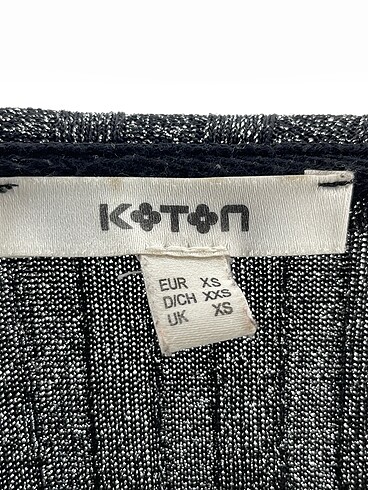 KOTON
EUR XS
D/CH XXS
UK XS